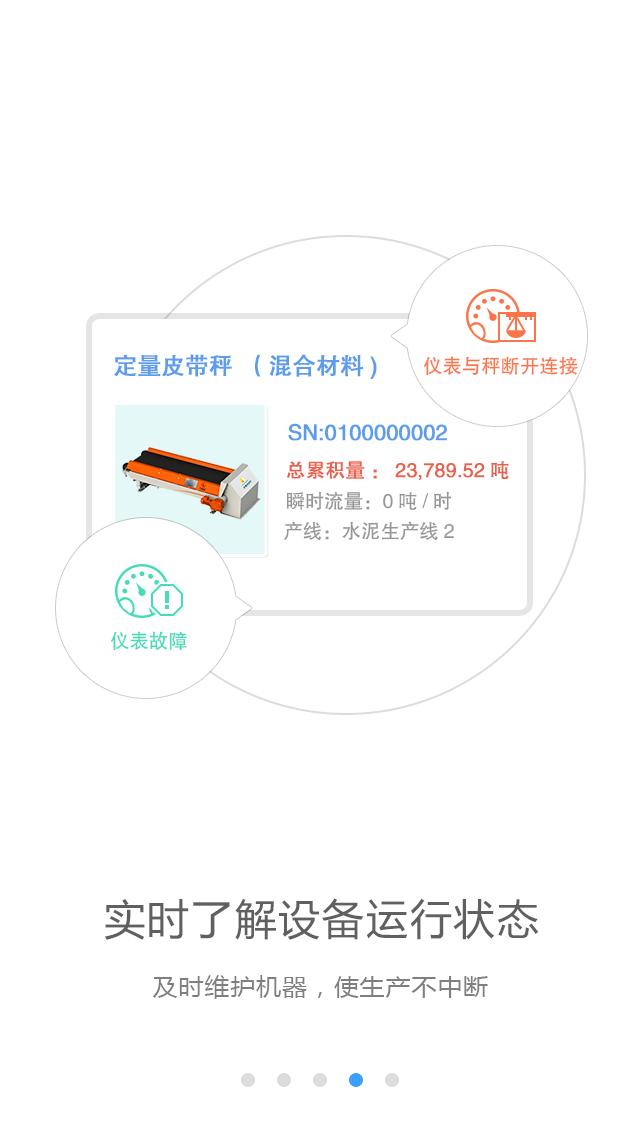 仪表与秤断开连接
定量皮带秤 （混合材料）
SN:0100000002
总累积量： 23,789.52 吨
瞬时流量：0 吨 / 时
产线：水泥生产线 2
仪表故障
实时了解设备运行状态
及时维护机器，使生产不中断